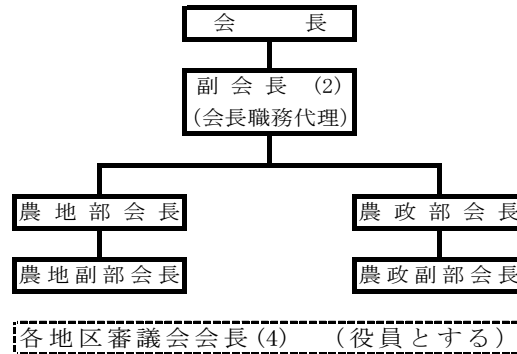 会長
副会長 (2)
(会長職務代理)
農地部会長
農政部会長
農地副部会長
農政副部会長
各地区審議会会長(4) (役員とする)